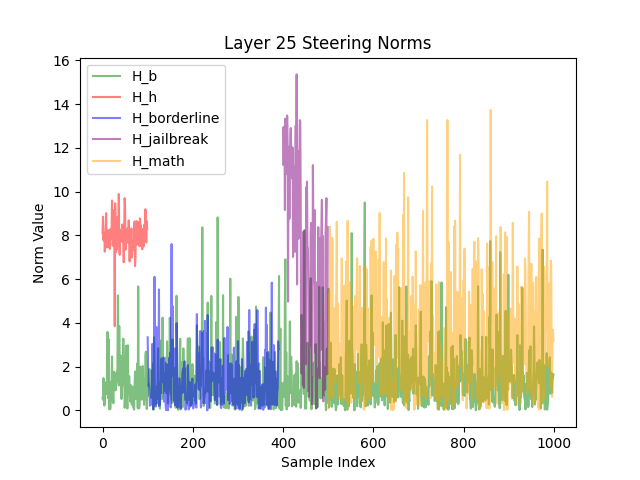 Layer 25 Steering Norms
16
14
12
10
8
6
4
2
0
Norm Value
H_b
H_h
H_borderline
H_jailbreak
H_math
0
200
400
600
800
1000
Sample Index